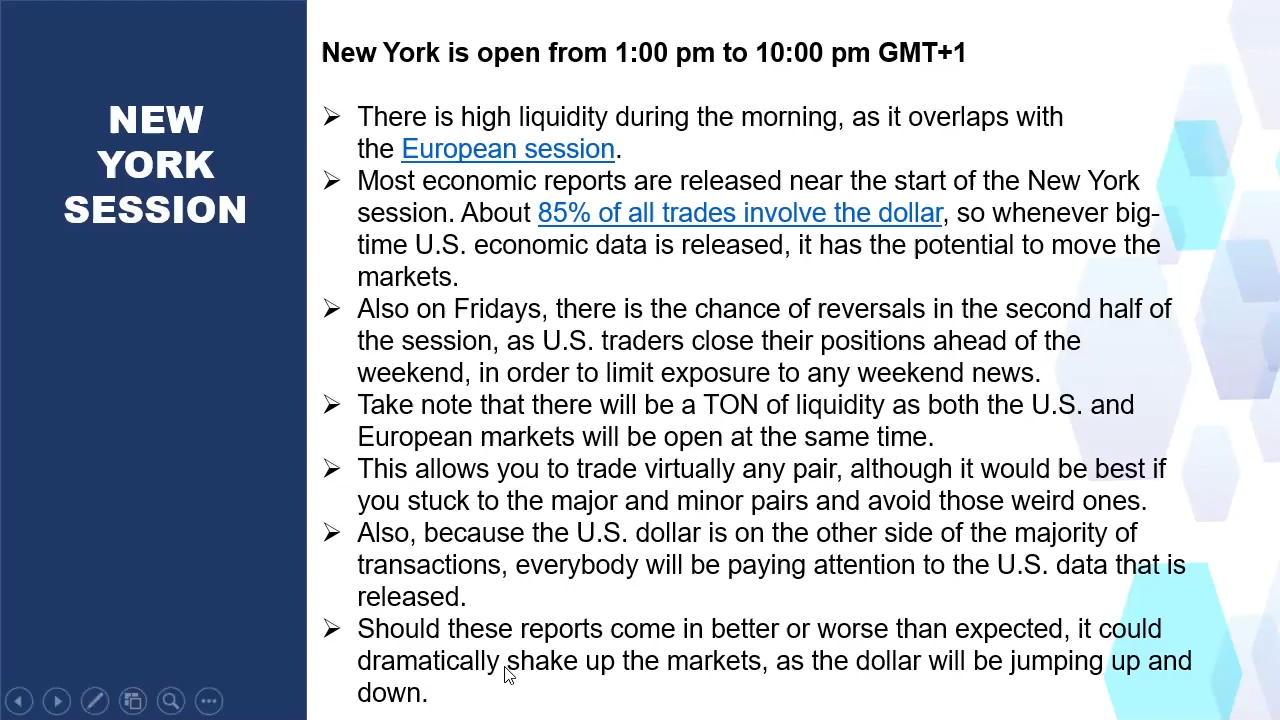 NEW
YORK
SESSION
New York is open from 1:00 pm to 10:00 pm GMT+1
➢ There is high liquidity during the morning, as it overlaps with
the European session.
➢ Most economic reports are released near the start of the New York
session. About 85% of all trades involve the dollar, so whenever big-
time U.S. economic data is released, it has the potential to move the
markets.
➢ Also on Fridays, there is the chance of reversals in the second half of
the session, as U.S. traders close their positions ahead of the
weekend, in order to limit exposure to any weekend news.
➢ Take note that there will be a TON of liquidity as both the U.S. and
European markets will be open at the same time.
➢ This allows you to trade virtually any pair, although it would be best if
you stuck to the major and minor pairs and avoid those weird ones.
➢ Also, because the U.S. dollar is on the other side of the majority of
transactions, everybody will be paying attention to the U.S. data that is
released.
➢ Should these reports come in better or worse than expected, it could
dramatically shake up the markets, as the dollar will be jumping up and
down.